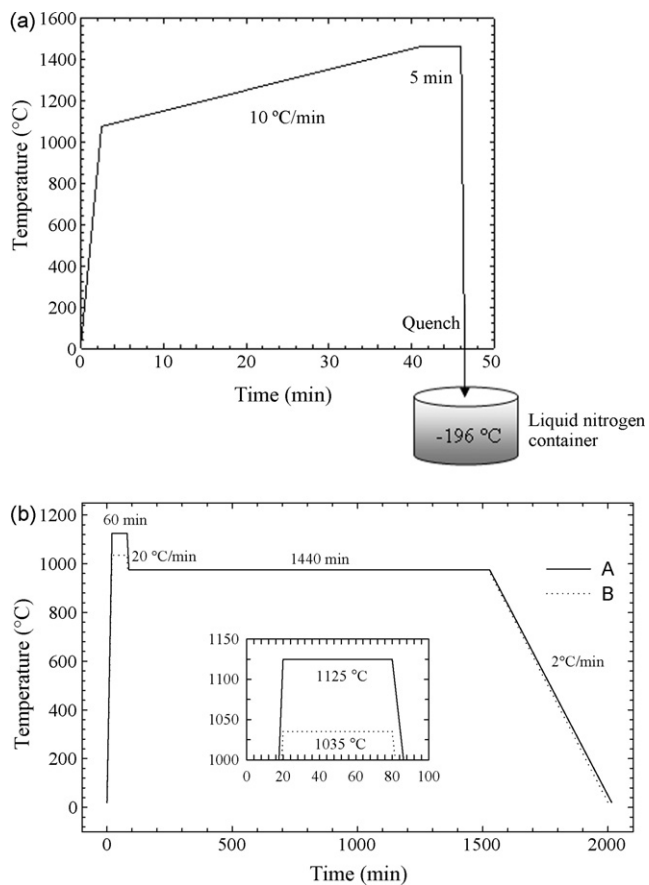 (a)
1600
1400
1200
1000
800
600
400
200
0
Temperature (°C)
5 min
10 ºC/min
Quench
0 10 20 30 40 50
Time (min)
-196 ºC
Liquid nitrogen
container
(b)
1200
1000
800
600
400
200
0
Temperature (°C)
60 min
20 °C/min
1440 min
A
B
2°C/min
1150
1100
1050
1000
1125 °C
1035 °C
0 20 40 60 80 100
0 500 1000 1500 2000
Time (min)